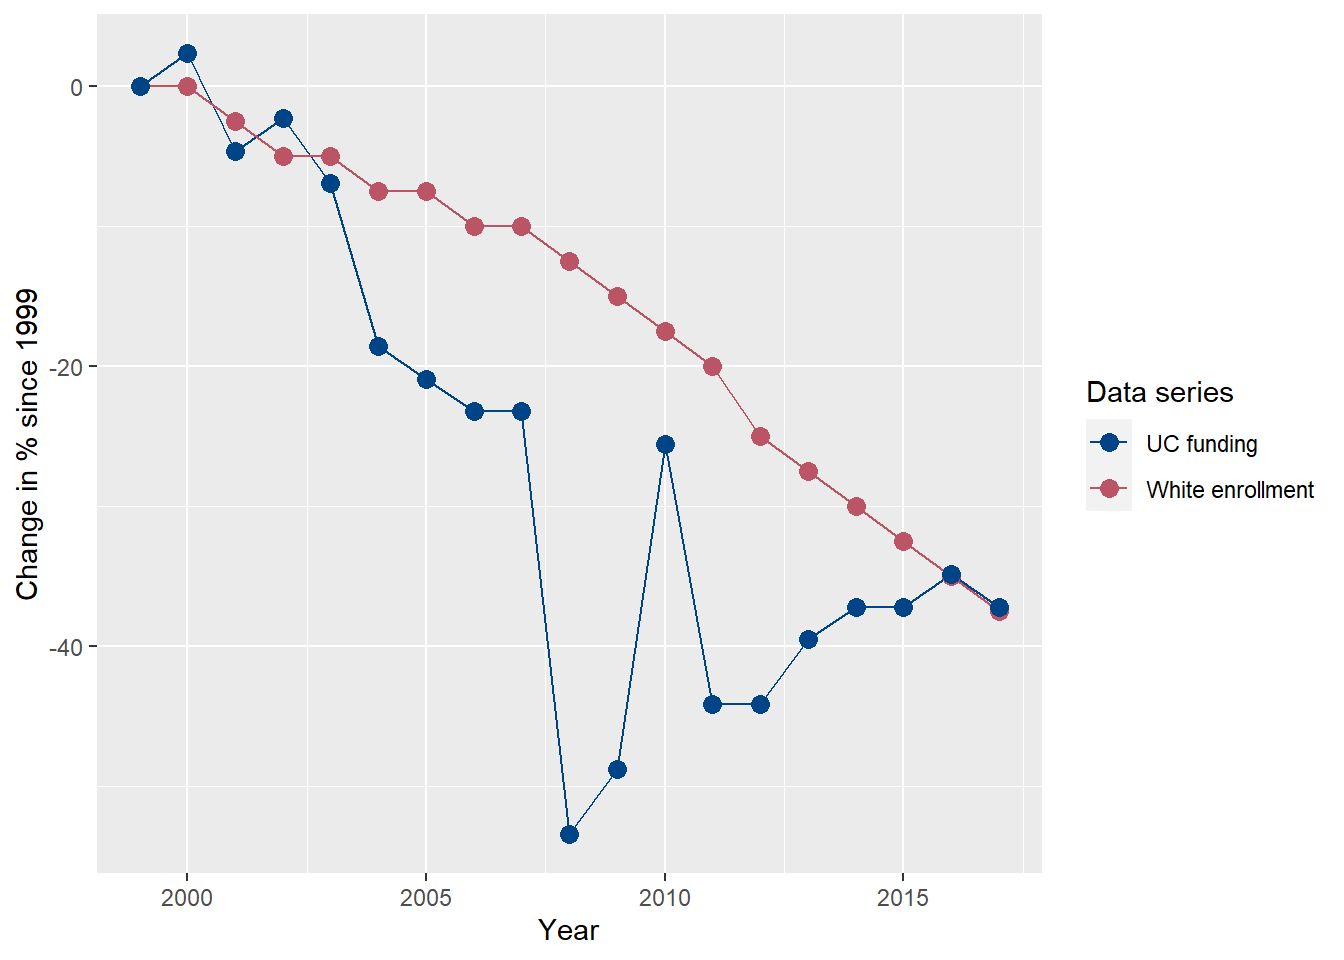 0
-20
-40
Change in % since 1999
2000 2005 2010 2015
Year
Data series
UC funding
White enrollment